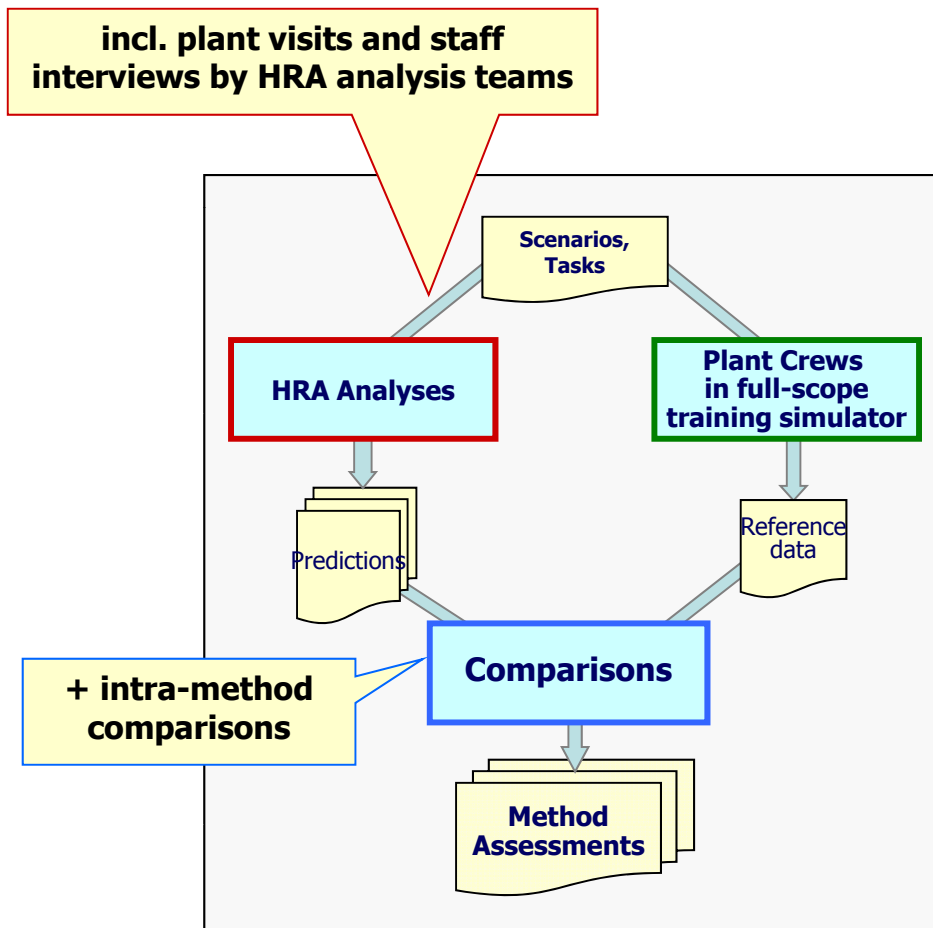 incl. plant visits and staff
interviews by HRA analysis teams
Scenarios,
Tasks
HRA Analyses
Plant Crews
in full-scope
training simulator
Predictions
Reference
data
Comparisons
+ intra-method
comparisons
Method
Assessments